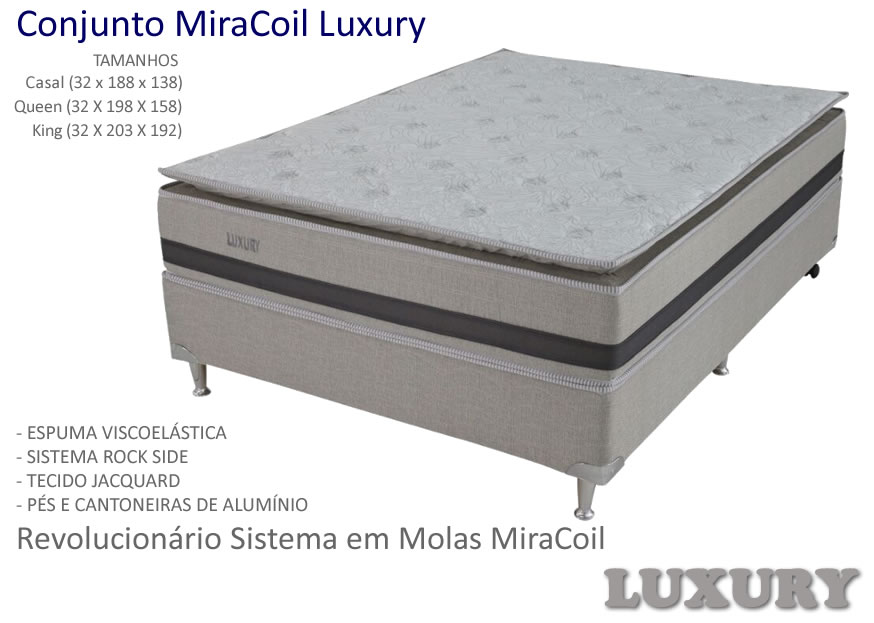 Conjunto MiraCoil Luxury
TAMANHOS
Casal (32 x 188 x 138)
Queen (32 X 198 X 158)
King (32 X 203 X 192)
LUXURY
- ESPUMA VISCOELÁSTICA
- SISTEMA ROCK SIDE
- TECIDO JACQUARD
- PÉS E CANTONEIRAS DE ALUMÍNIO
Revolucionário Sistema em Molas MiraCoil
LUXURY